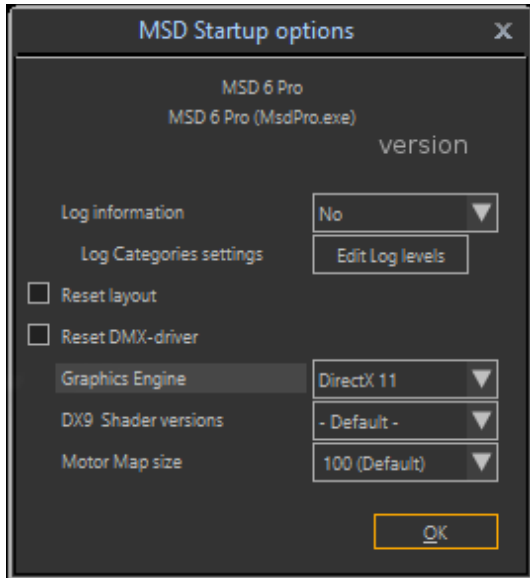 MSD Startup options x
MSD 6 Pro
MSD 6 Pro (MsdPro.exe)
version
Log information No
Log Categories settings Edit Log levels
Reset layout
Reset DMX-driver
Graphics Engine DirectX 11
DX9 Shader versions - Default -
Motor Map size 100 (Default)
OK